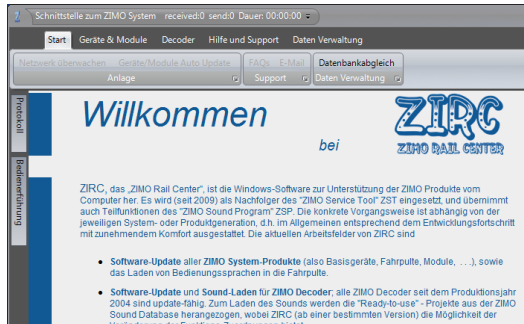 Schnittstelle zum ZIMO System received:0 send:0 Dauer: 00:00:00
Start Geräte & Module Decoder Hilfe und Support Daten Verwaltung
Netzwerk überwachen Geräte/Module Auto Update FAQs E-Mail Datenbankabgleich
Anlage Support Daten Verwaltung
Protokoll
Bedienerführung
Willkommen
bei
ZIRC
ZIMO RAIL CENTER
ZIRC, das „ZIMO Rail Center", ist die Windows-Software zur Unterstützung der ZIMO Produkte vom
Computer her. Es wird (seit 2009) als Nachfolger des "ZIMO Service Tool" ZST eingesetzt, und übernimmt
auch Teilfunktionen des "ZIMO Sound Program" ZSP. Die konkrete Vorgangsweise ist abhängig von der
jeweiligen System- oder Produktgeneration, d.h. im Allgemeinen entsprechend dem Entwicklungsfortschritt
mit zunehmendem Komfort ausgestattet. Die aktuellen Arbeitsfelder von ZIRC sind
• Software-Update aller ZIMO System-Produkte (also Basisgeräte, Fahrpulte, Module, . . .), sowie
das Laden von Bedienungssprachen in die Fahrpulte.
• Software-Update und Sound-Laden für ZIMO Decoder; alle ZIMO Decoder seit dem Produktionsjahr
2004 sind update-fähig. Zum Laden des Sounds werden die "Ready-to-use" - Projekte aus der ZIMO
Sound Database herangezogen, wobei ZIRC (ab einer bestimmten Version) die Möglichkeit der